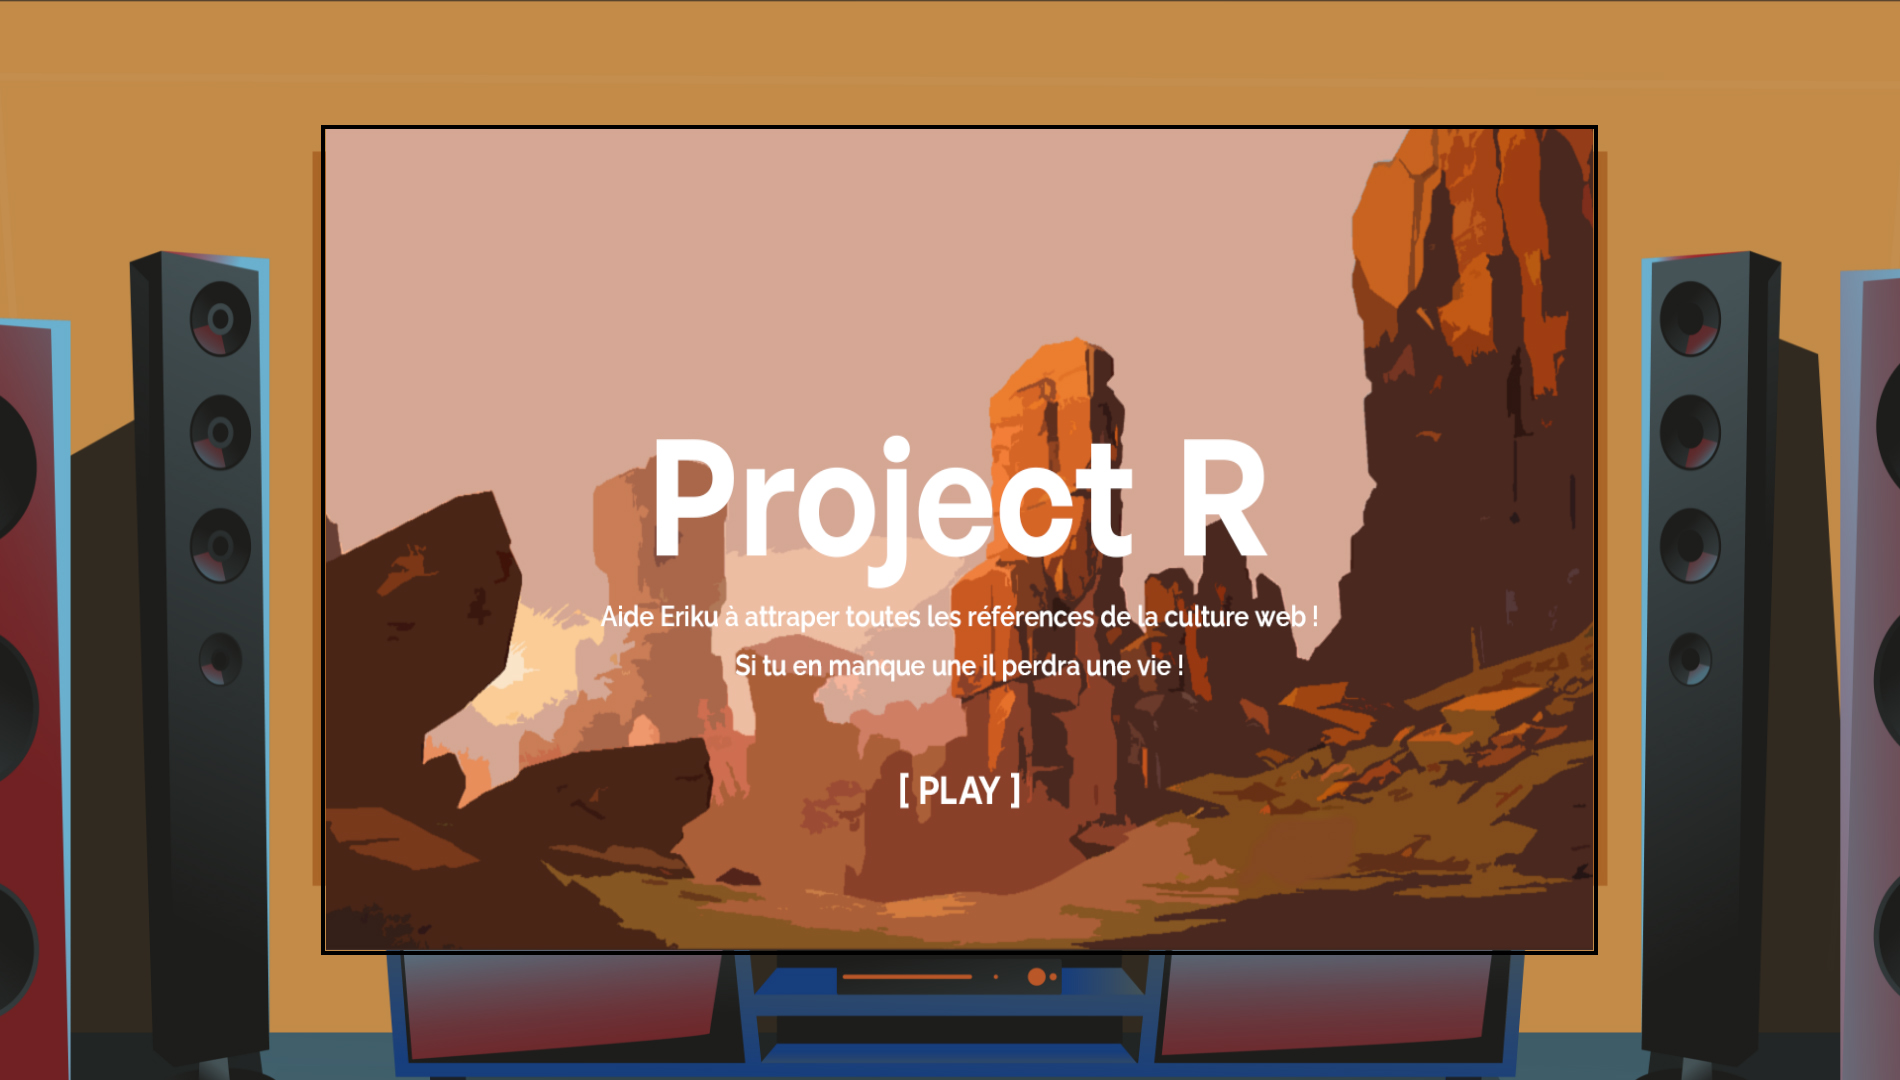 Project R
Aide Eriku à attraper toutes les références de la culture web !
Si tu en manque une il perdra une vie !
[ PLAY ]